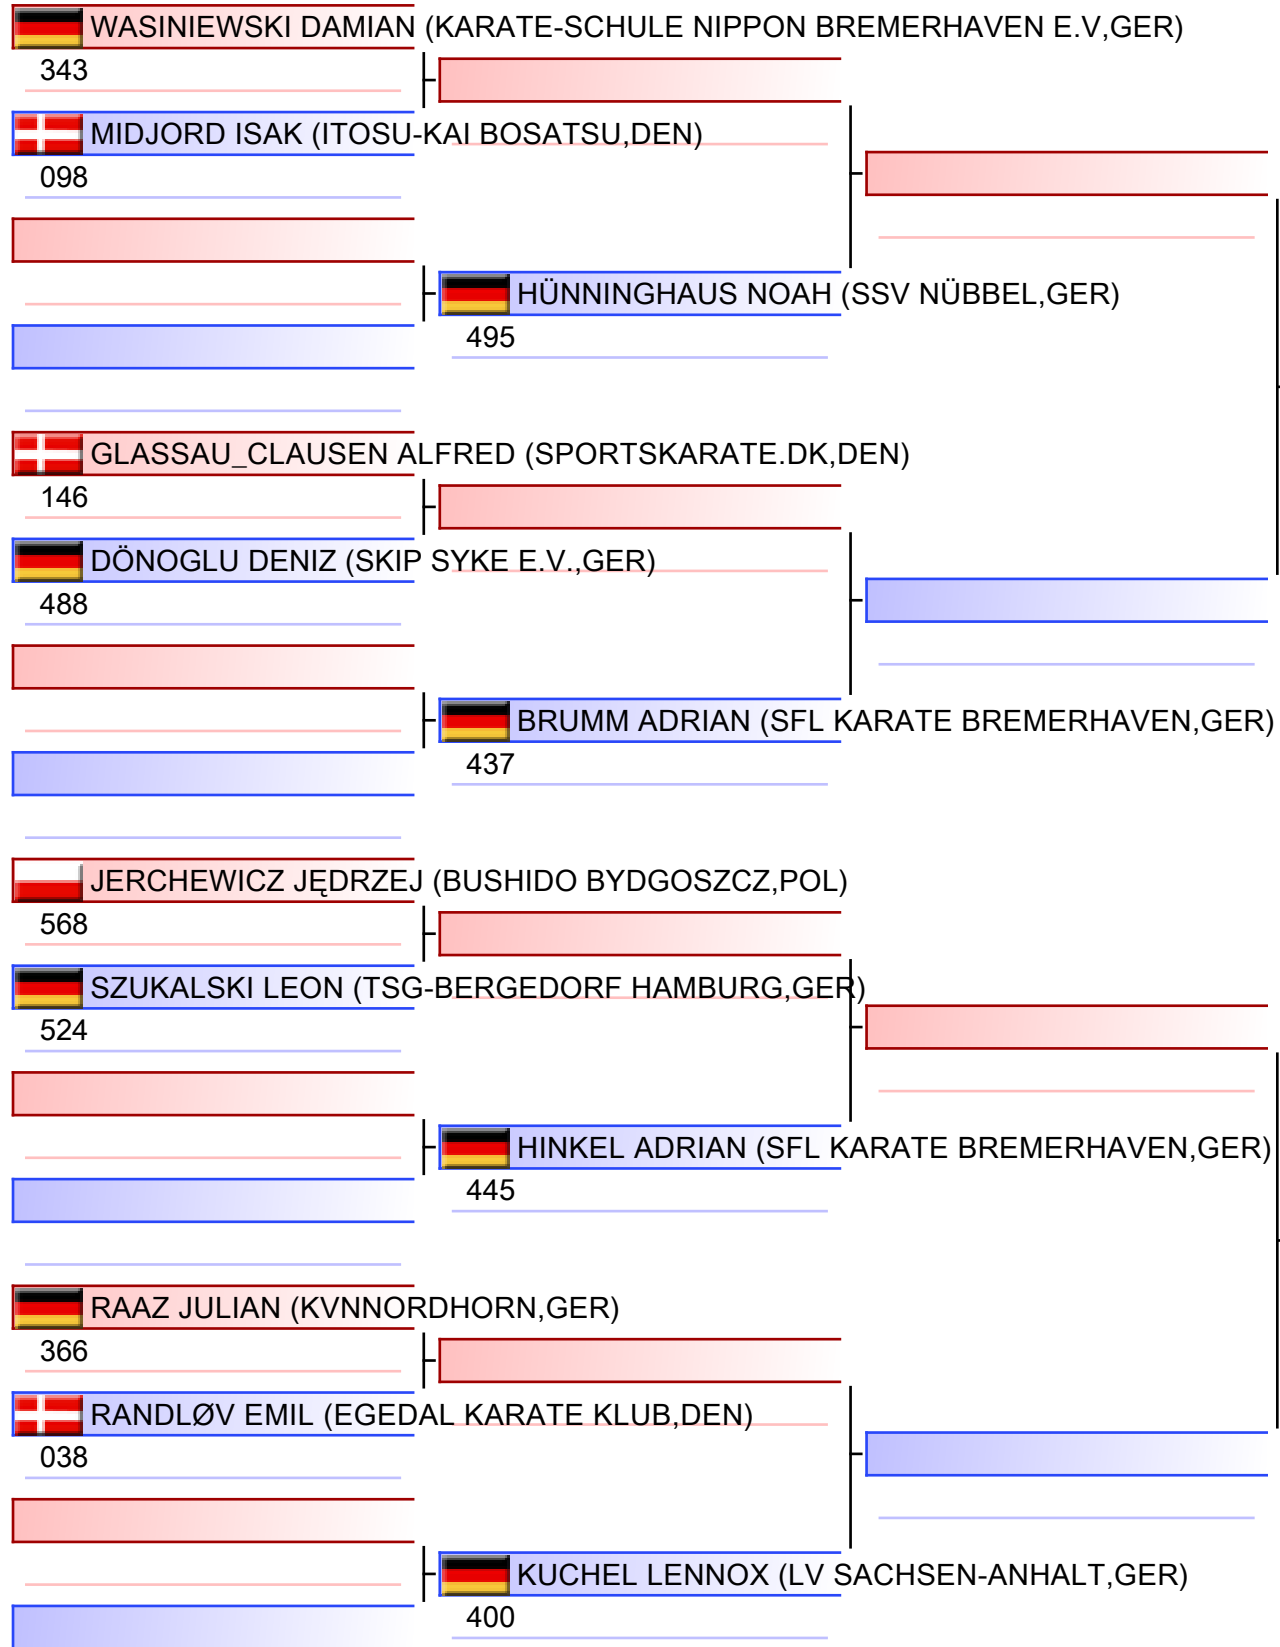 WASINIEWSKI DAMIAN (KARATE-SCHULE NIPPON BREMERHAVEN E.V,GER)
343
MIDJORD ISAK (ITOSU-KAI BOSATSU,DEN)
098
HÜNNINGHAUS NOAH (SSV NÜBBEL,GER)
495
GLASSAU_CLAUSEN ALFRED (SPORTSKARATE.DK,DEN)
146
DÖNOGLU DENIZ (SKIP SYKE E.V.,GER)
488
BRUMM ADRIAN (SFL KARATE BREMERHAVEN,GER)
437
JERCHEWICZ JĘDRZEJ (BUSHIDO BYDGOSZCZ,POL)
568
SZUKALSKI LEON (TSG-BERGEDORF HAMBURG,GER)
524
HINKEL ADRIAN (SFL KARATE BREMERHAVEN,GER)
445
RAAZ JULIAN (KVNNORDHORN,GER)
366
RANDLØV EMIL (EGEDAL KARATE KLUB,DEN)
038
KUCHEL LENNOX (LV SACHSEN-ANHALT,GER)
400